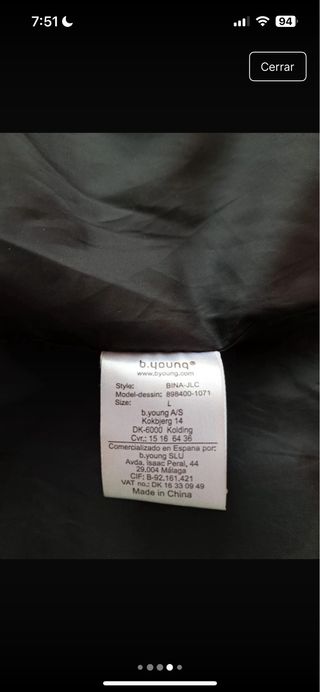 7:51
94
Cerrar
b.young®
www.byoung.com
Style: BINA-JLC
Model-dessin: 898400-1071
Size: L
b.young A/S
Kokbjerg 14
DK-6000 Kolding
Cvr.: 15 16 64 36
Comercializado en Espana por:
b.young SLU
Avda. Isaac Peral, 44
29.004 Málaga
CIF: B-92.161.421
VAT no.: DK 16 33 09 49
Made in China